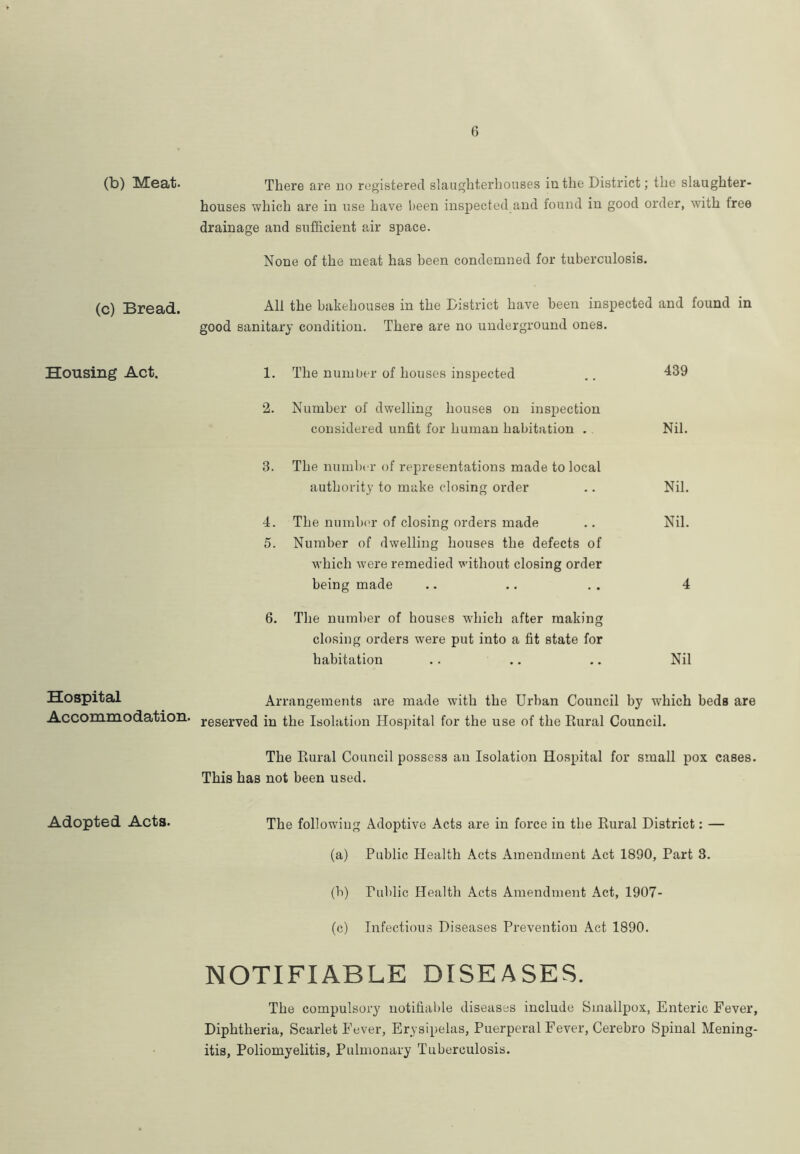 6
(b) Meat. There are no registered slaughterhouses in the District; the slaughter-
houses which are in use have been inspected and found in good order, with free
drainage and sufficient air space.
None of the meat has been condemned for tuberculosis.
(c) Bread. All the bakehouses in the District have been inspected and found in
good sanitary condition. There are no underground ones.
Housing Act. 1. The number of houses inspected .. 439
2. Number of dwelling houses on inspection
considered unfit for human habitation . . Nil.
3. The number of representations made to local
authority to make closing order .. Nil.
4. The number of closing orders made .. Nil.
5. Number of dwelling houses the defects of
which were remedied without closing order
being made .. .. .. 4
6. The number of houses which after making
closing orders were put into a fit state for
habitation .. .. .. Nil
Hospital Arrangements are made with the Urban Council by which beds are
Accommodation. reserved in the Isolation Hospital for the use of the Rural Council.
The Rural Council possess an Isolation Hospital for small pox cases.
This has not been used.
Adopted Acts. The following Adoptive Acts are in force in the Rural District: —
(a) Public Health Acts Amendment Act 1890, Part 3.
(b) Public Health Acts Amendment Act, 1907-
(c) Infectious Diseases Prevention Act 1890.
NOTIFIABLE DISEASES.
The compulsory notifiable diseases include Smallpox, Enteric Fever,
Diphtheria, Scarlet Fever, Erysipelas, Puerperal Fever, Cerebro Spinal Mening-
itis, Poliomyelitis, Pulmonary Tuberculosis.